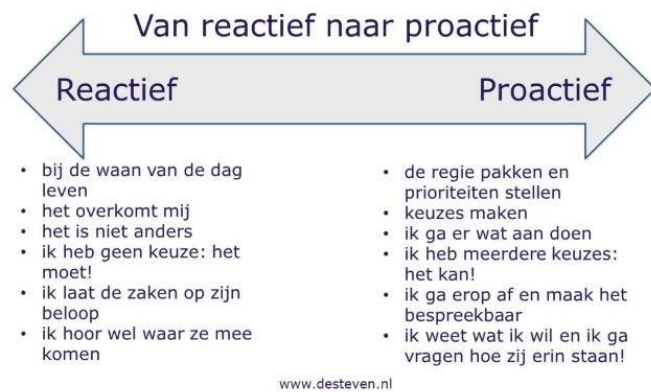 Van reactief naar proactief
Reactief
Proactief
• bij de waan van de dag
leven
• het overkomt mij
• het is niet anders
• ik heb geen keuze: het
moet!
• ik laat de zaken op zijn
beloop
• ik hoor wel waar ze mee
komen
• de regie pakken en
prioriteiten stellen
• keuzes maken
• ik ga er wat aan doen
• ik heb meerdere keuzes:
het kan!
• ik ga erop af en maak het
bespreekbaar
• ik weet wat ik wil en ik ga
vragen hoe zij erin staan!
www.desteven.nl